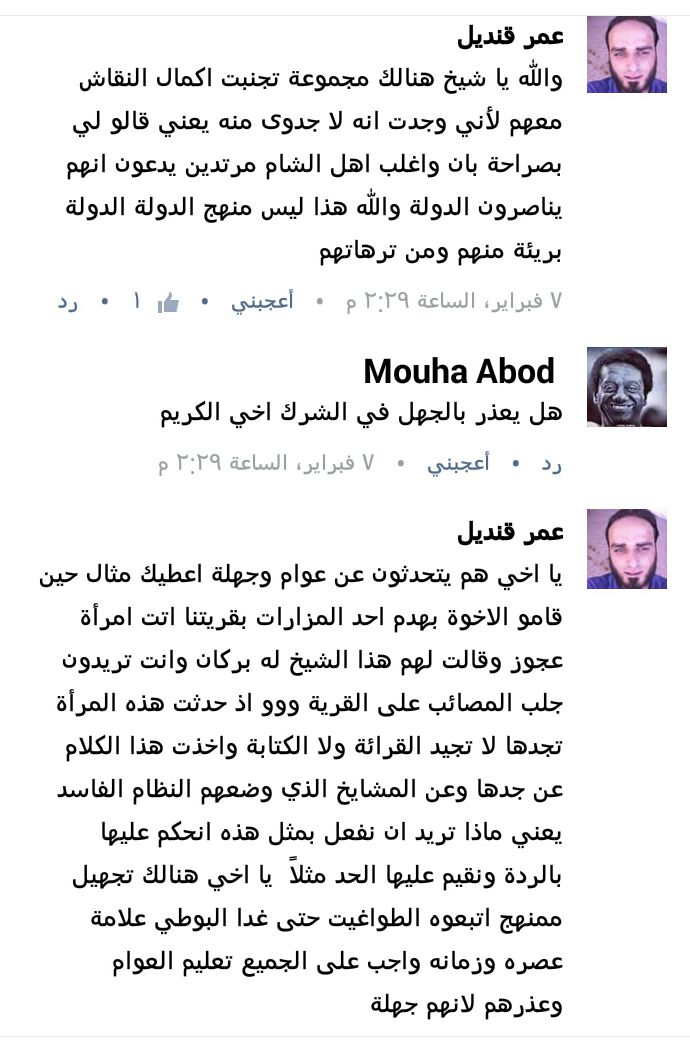 عمر قنديل
والله يا شيخ هنالك مجموعة تجنبت اكمال النقاش
معهم لأني وجدت انه لا جدوى منه يعني قالو لي
بصراحة بان واغلب اهل الشام مرتدين يدعون انهم
يناصرون الدولة والله هذا ليس منهج الدولة الدولة
بريئة منهم ومن ترهاتهم
٧ فبراير، الساعة ٢:٢٩ م • أعجبني • ١ • رد
Mouha Abod
هل يعذر بالجهل في الشرك اخي الكريم
رد • أعجبني • ٧ فبراير، الساعة ٢:٢٩ م
عمر قنديل
يا اخي هم يتحدثون عن عوام وجهلة اعطيك مثال حين
قامو الاخوة بهدم احد المزارات بقريتنا اتت امرأة
عجوز وقالت لهم هذا الشيخ له بركان وانت تريدون
جلب المصائب على القرية ووو اذ حدثت هذه المرأة
تجدها لا تجيد القرائة ولا الكتابة واخذت هذا الكلام
عن جدها وعن المشايخ الذي وضعهم النظام الفاسد
يعني ماذا تريد ان نفعل بمثل هذه انحكم عليها
بالردة ونقيم عليها الحد مثلاً يا اخي هنالك تجهيل
ممنهج اتبعوه الطواغيت حتى غدا البوطي علامة
عصره وزمانه واجب على الجميع تعليم العوام
وعذرهم لانهم جهلة